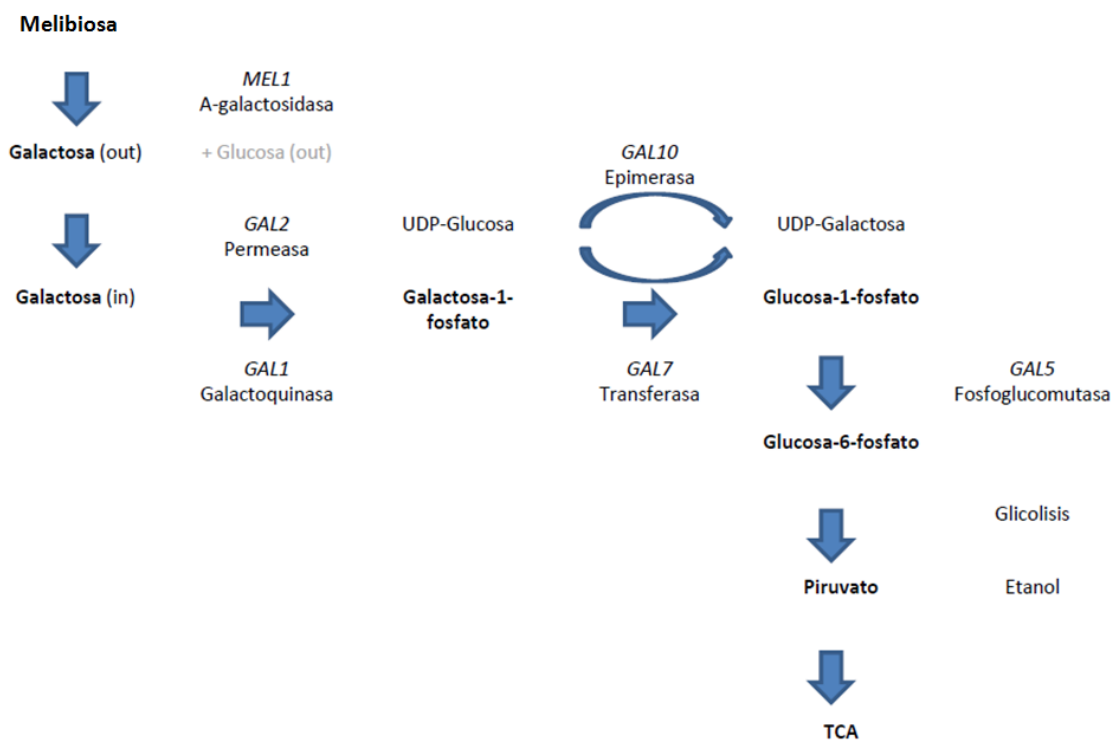 Melibiosa
MEL1
A-galactosidasa
Galactosa (out)
+ Glucosa (out)
GAL10
Epimerasa
GAL2
Permeasa
UDP-Glucosa
UDP-Galactosa
Galactosa (in)
Galactosa-1-
fosfato
Glucosa-1-fosfato
GAL1
Galactoquinasa
GAL7
Transferasa
GAL5
Fosfoglucomutasa
Glucosa-6-fosfato
Glicolisis
Piruvato
Etanol
TCA